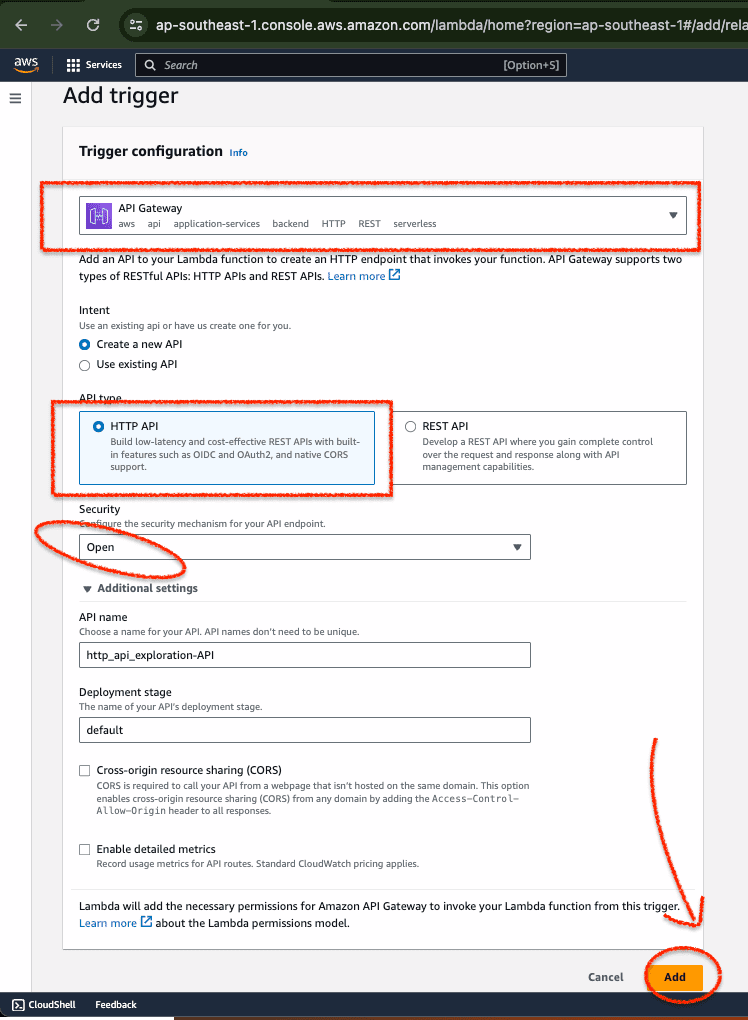 ap-southeast-1.console.aws.amazon.com/lambda/home?region=ap-southeast-1#/add/rela
aws
Services
Search
[Option+S]
Add trigger
Trigger configuration Info
API Gateway
aws api application-services backend HTTP REST serverless
Add an API to your Lambda function to create an HTTP endpoint that invokes your function. API Gateway supports two
types of RESTful APIs: HTTP APIs and REST APIs. Learn more
Intent
Use an existing api or have us create one for you.
Create a new API
Use existing API
API type
HTTP API
Build low-latency and cost-effective REST APIs with built-
in features such as OIDC and OAuth2, and native CORS
support.
REST API
Develop a REST API where you gain complete control
over the request and response along with API
management capabilities.
Security
Configure the security mechanism for your API endpoint.
Open
Additional settings
API name
Choose a name for your API. API names don't need to be unique.
http_api_exploration-API
Deployment stage
The name of your API's deployment stage.
default
Cross-origin resource sharing (CORS)
CORS is required to call your API from a webpage that isn't hosted on the same domain. This option
enables cross-origin resource sharing (CORS) from any domain by adding the Access-Control-
Allow-Origin header to all responses.
Enable detailed metrics
Record usage metrics for API routes. Standard CloudWatch pricing applies.
Lambda will add the necessary permissions for Amazon API Gateway to invoke your Lambda function from this trigger.
Learn more about the Lambda permissions model.
Cancel
Add
CloudShell
Feedback